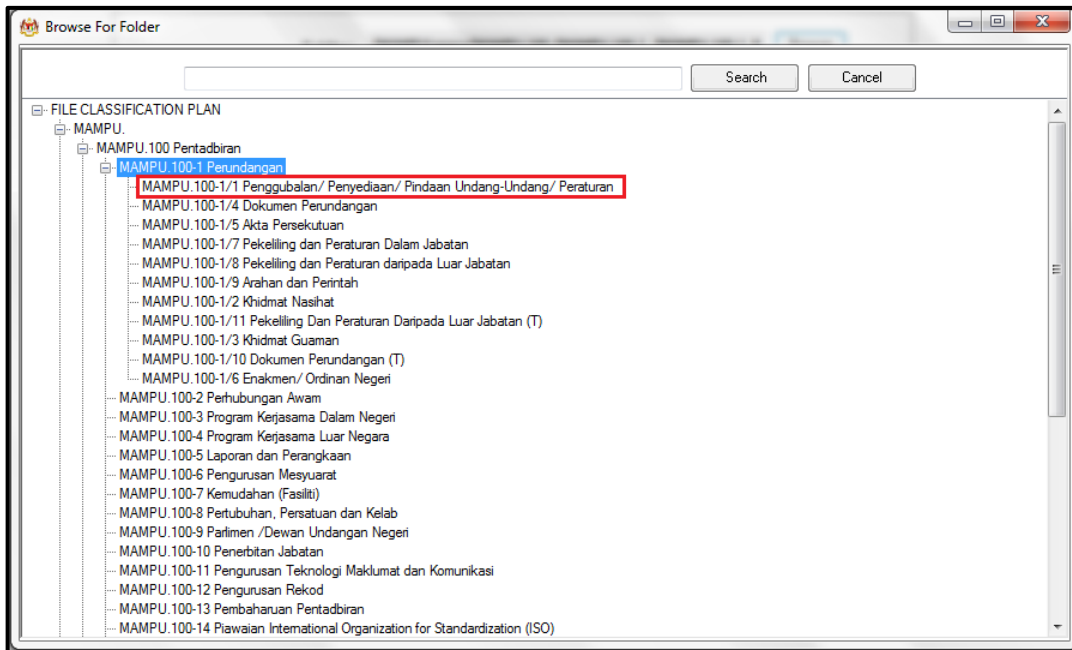 Browse For Folder
Search Cancel
FILE CLASSIFICATION PLAN
MAMPU.
MAMPU.100 Pentadbiran
MAMPU.100-1 Perundangan
MAMPU.100-1/1 Penggubalan/ Penyediaan/ Pindaan Undang-Undang/ Peraturan
MAMPU.100-1/4 Dokumen Perundangan
MAMPU.100-1/5 Akta Persekutuan
MAMPU.100-1/7 Pekeliling dan Peraturan Dalam Jabatan
MAMPU.100-1/8 Pekeliling dan Peraturan daripada Luar Jabatan
MAMPU.100-1/9 Arahan dan Perintah
MAMPU.100-1/2 Khidmat Nasihat
MAMPU.100-1/11 Pekeliling Dan Peraturan Daripada Luar Jabatan (T)
MAMPU.100-1/3 Khidmat Guaman
MAMPU.100-1/10 Dokumen Perundangan (T)
MAMPU.100-1/6 Enakmen/ Ordinan Negeri
MAMPU.100-2 Perhubungan Awam
MAMPU.100-3 Program Kerjasama Dalam Negeri
MAMPU.100-4 Program Kerjasama Luar Negara
MAMPU.100-5 Laporan dan Perangkaan
MAMPU.100-6 Pengurusan Mesyuarat
MAMPU.100-7 Kemudahan (Fasiliti)
MAMPU.100-8 Pertubuhan, Persatuan dan Kelab
MAMPU.100-9 Parlimen /Dewan Undangan Negeri
MAMPU.100-10 Penerbitan Jabatan
MAMPU.100-11 Pengurusan Teknologi Maklumat dan Komunikasi
MAMPU.100-12 Pengurusan Rekod
MAMPU.100-13 Pembaharuan Pentadbiran
MAMPU.100-14 Piawaian International Organization for Standardization (ISO)